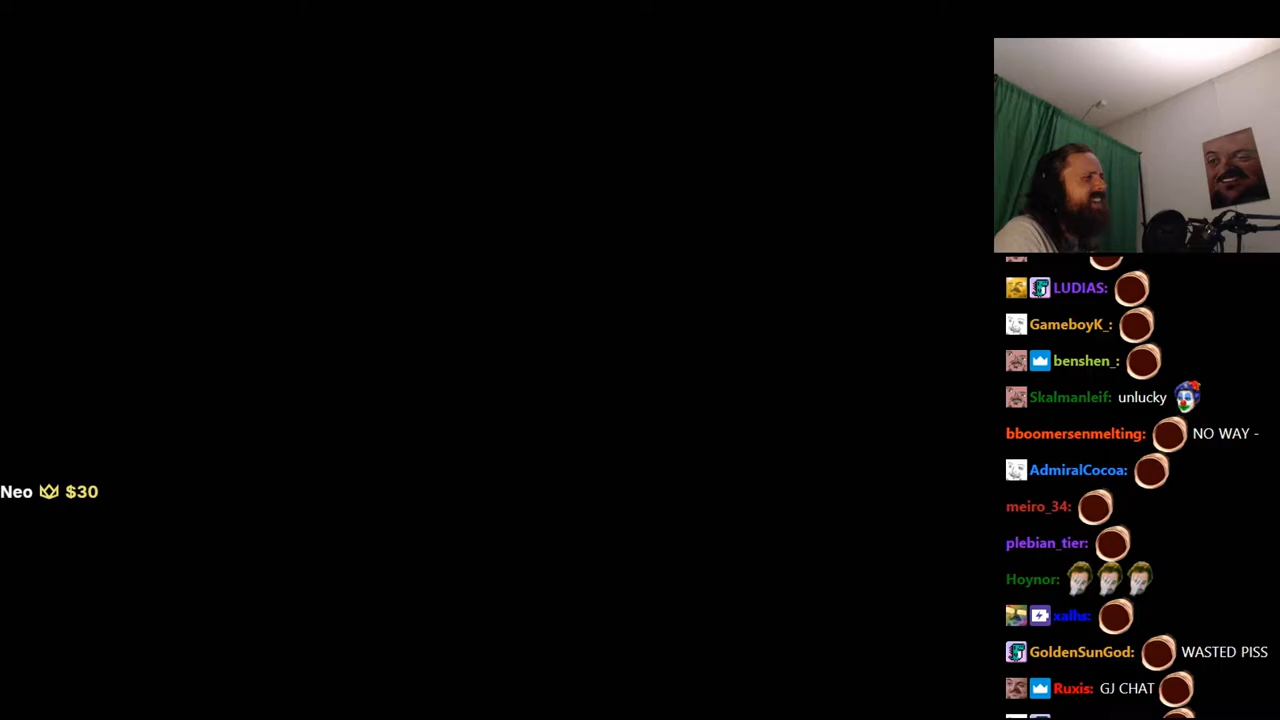 LUDIAS:
GameboyK_:
benshen_:
Skalmanleif: unlucky
bboomersenmelting: NO WAY -
AdmiralCocoa:
meiro_34:
plebian_tier:
Neo $30
Hoynor:
xalhs:
GoldenSunGod: WASTED PISS
Ruxis: GJ CHAT